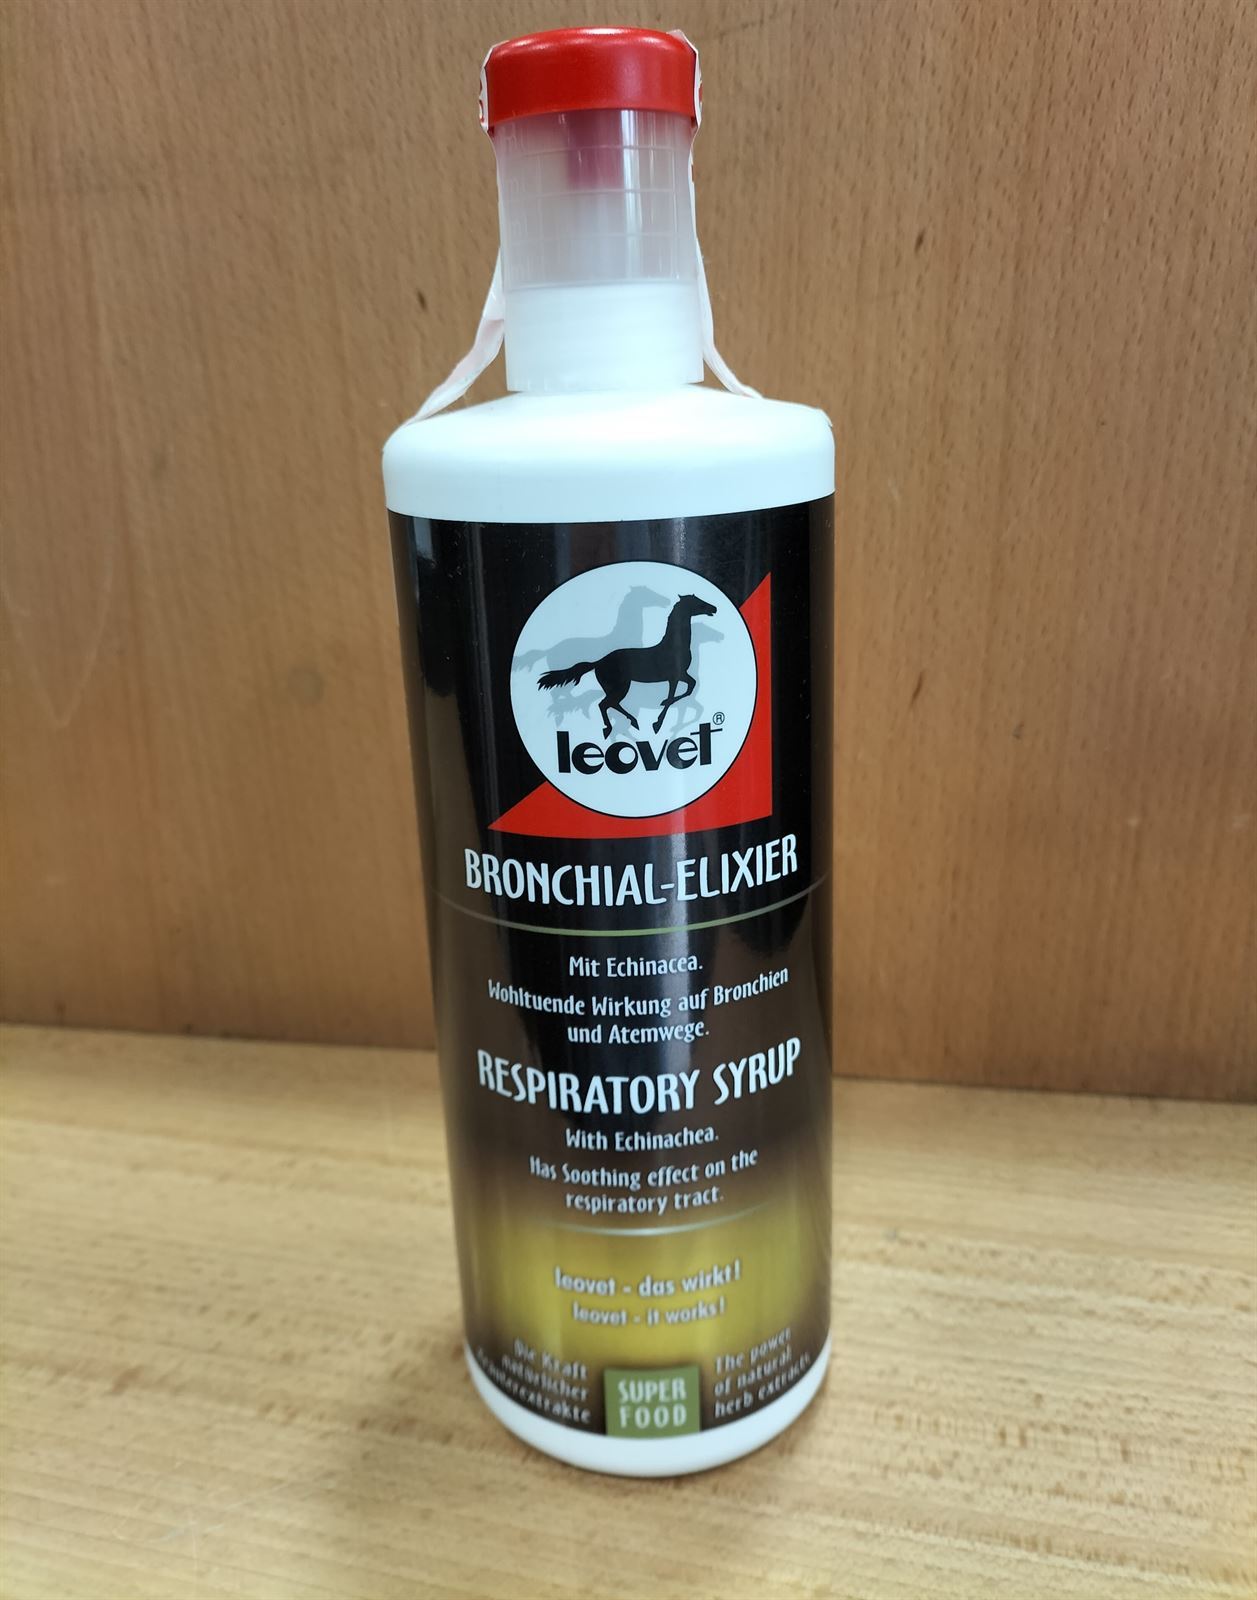 leovet®
BRONCHIAL-ELIXIER
Mit Echinacea.
Wohltuende Wirkung auf Bronchien
und Atemwege.
RESPIRATORY SYRUP
With Echinachea.
Has Soothing effect on the
respiratory tract.
leovet - das wirkt!
leovet - it works!
Die Kraft
natürlicher
Kräuterextrakte
SUPER
FOOD
The power
of natural
herb extracts